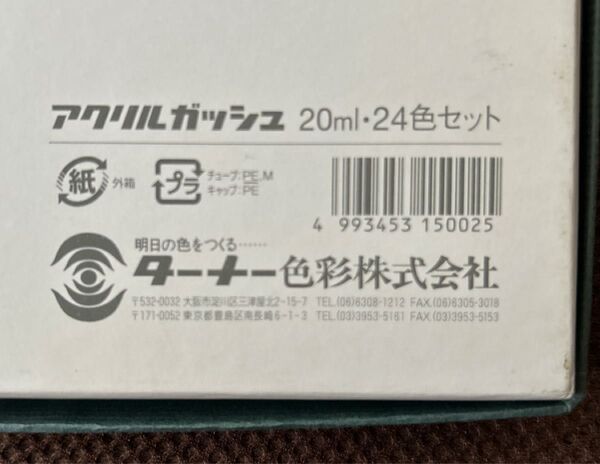 アクリルガッシュ 20ml・24色セット
紙 外箱 プラ チューブ:PE,M
キャップ:PE
4 993453 150025
明日の色をつくる……
ターナー色彩株式会社
〒532-0032 大阪市淀川区三津屋北2-15-7 TEL.(06)6308-1212 FAX.(06)6305-3018
〒171-0052 東京都豊島区南長崎6-1-3 TEL.(03)3953-5161 FAX.(03)3953-5153